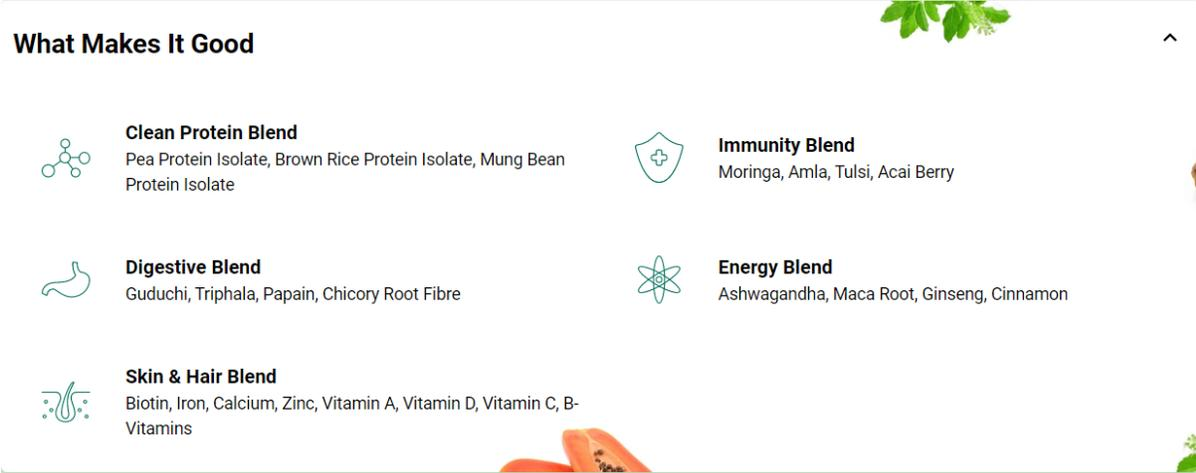 What Makes It Good
Clean Protein Blend
Pea Protein Isolate, Brown Rice Protein Isolate, Mung Bean
Protein Isolate
Immunity Blend
Moringa, Amla, Tulsi, Acai Berry
Digestive Blend
Guduchi, Triphala, Papain, Chicory Root Fibre
Energy Blend
Ashwagandha, Maca Root, Ginseng, Cinnamon
Skin & Hair Blend
Biotin, Iron, Calcium, Zinc, Vitamin A, Vitamin D, Vitamin C, B-
Vitamins